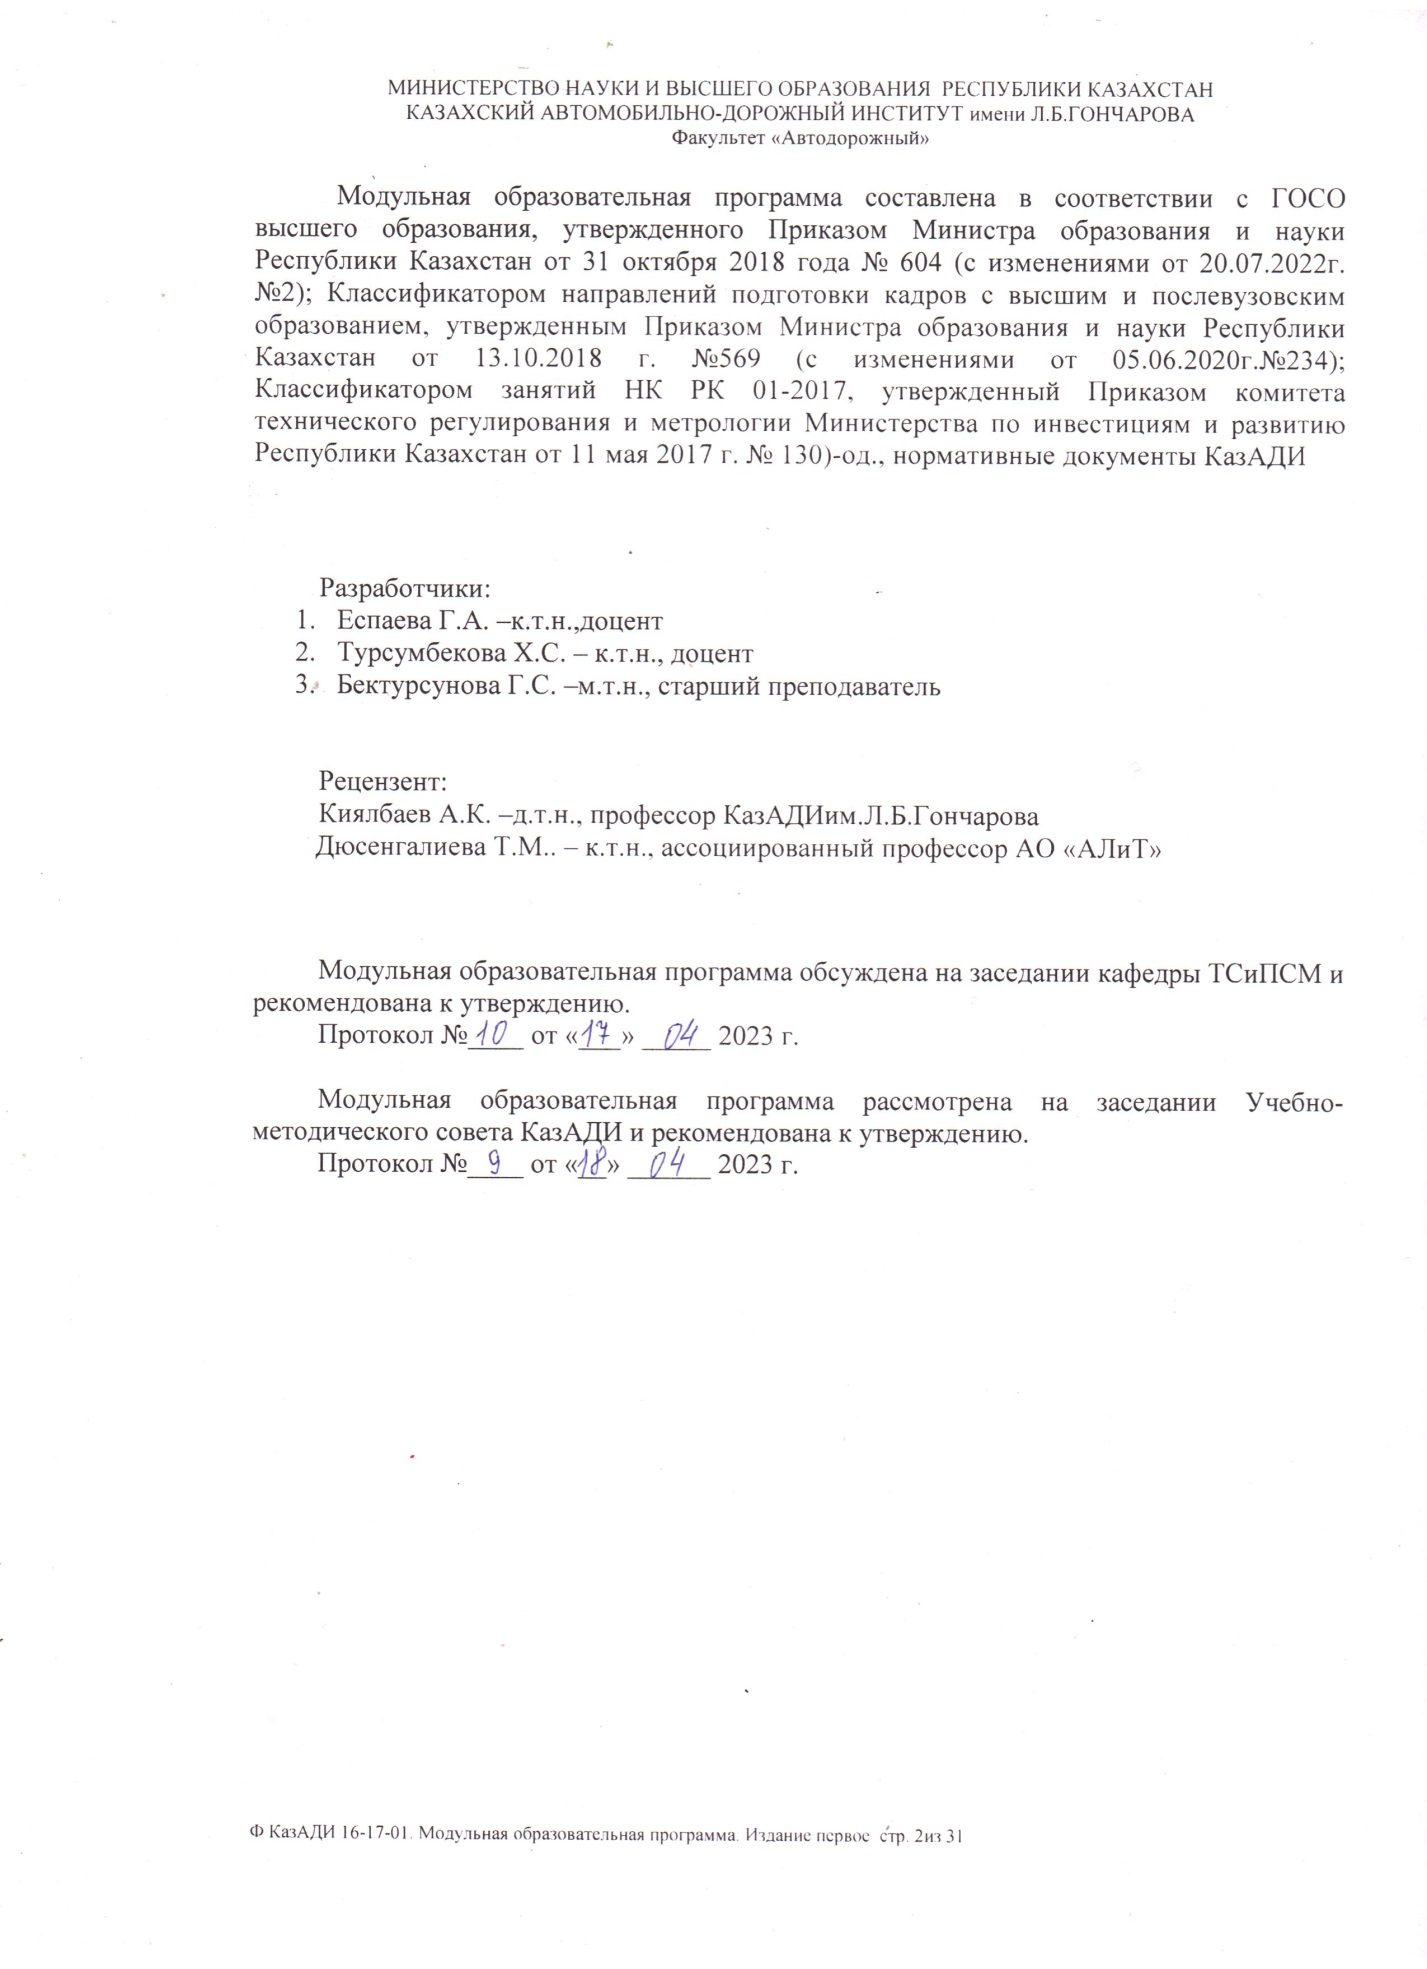 МИНИСТЕРСТВО НАУКИ И ВЫСШЕГО ОБРАЗОВАНИЯ РЕСПУБЛИКИ КАЗАХСТАН
КАЗАХСКИЙ АВТОМОБИЛЬНО-ДОРОЖНЫЙ ИНСТИТУТ имени Л.Б.ГОНЧАРОВА
Факультет «Автодорожный»
Модульная образовательная программа составлена в соответствии с ГОСО
высшего образования, утвержденного Приказом Министра образования и науки
Республики Казахстан от 31 октября 2018 года № 604 (с изменениями от 20.07.2022г.
№2); Классификатором направлений подготовки кадров с высшим и послевузовским
образованием, утвержденным Приказом Министра образования и науки Республики
Казахстан от 13.10.2018 г. №569 (с изменениями от 05.06.2020г.№234);
Классификатором занятий НК РК 01-2017, утвержденный Приказом комитета
технического регулирования и метрологии Министерства по инвестициям и развитию
Республики Казахстан от 11 мая 2017 г. № 130)-од., нормативные документы КазАДИ
Разработчики:
1. Еспаева Г.А. –к.т.н.,доцент
2. Турсумбекова Х.С. – к.т.н., доцент
3. Бектурсунова Г.С. –м.т.н., старший преподаватель
Рецензент:
Киялбаев А.К. –д.т.н., профессор КазАДИим.Л.Б.Гончарова
Дюсенгалиева Т.М.. – к.т.н., ассоциированный профессор АО «АЛиТ»
Модульная образовательная программа обсуждена на заседании кафедры ТСиПСМ и
рекомендована к утверждению.
Протокол № 10 от «17» 04 2023 г.
Модульная образовательная программа рассмотрена на заседании Учебно-
методического совета КазАДИ и рекомендована к утверждению.
Протокол № 9 от «18» 04 2023 г.
Ф КазАДИ 16-17-01. Модульная образовательная программа. Издание первое стр. 2из 31